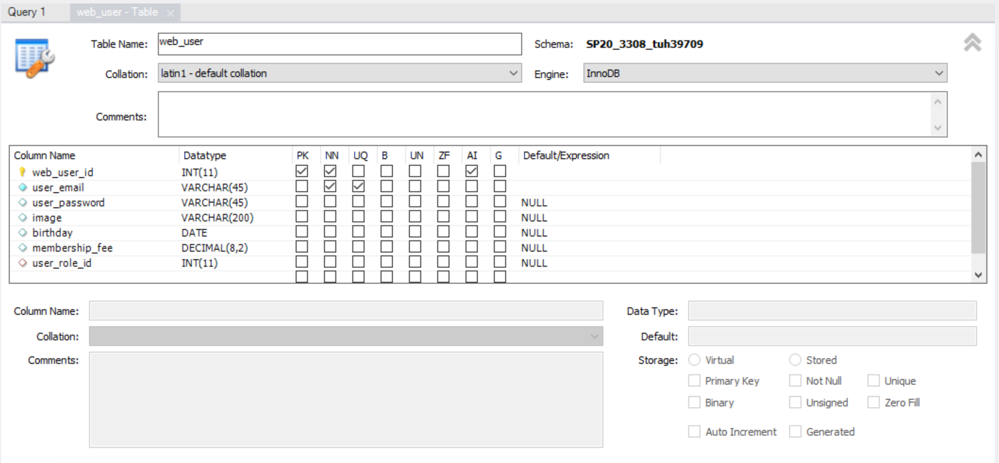 Query 1 web_user - Table ×
Table Name: web_user Schema: SP20_3308_tuh39709
Collation: latin1 - default collation Engine: InnoDB
Comments:
Column Name Datatype PK NN UQ B UN ZF AI G Default/Expression
web_user_id INT(11)
user_email VARCHAR(45)
user_password VARCHAR(45) NULL
image VARCHAR(200) NULL
birthday DATE NULL
membership_fee DECIMAL(8,2) NULL
user_role_id INT(11) NULL
Column Name: Data Type:
Collation: Default:
Comments: Storage: Virtual Stored
Primary Key Not Null Unique
Binary Unsigned Zero Fill
Auto Increment Generated